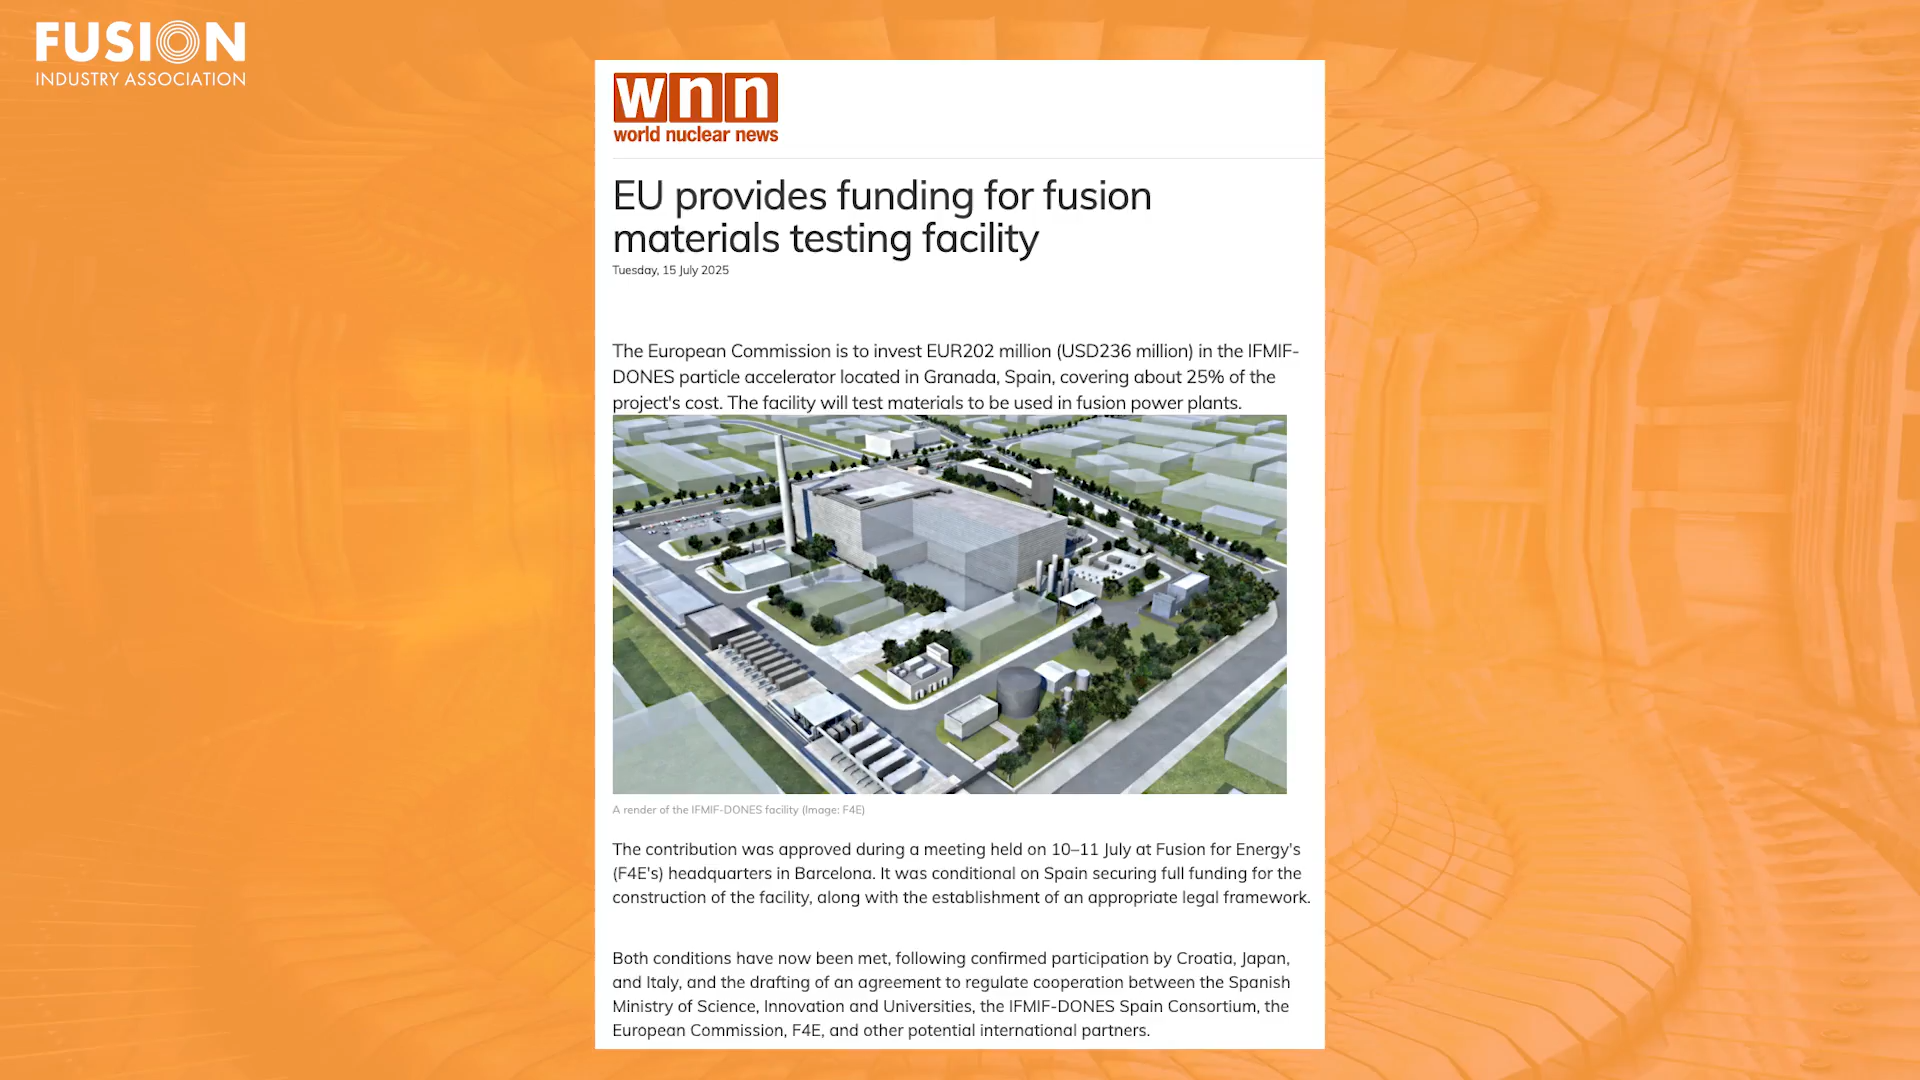 FUSION
INDUSTRY ASSOCIATION
wnn
world nuclear news
EU provides funding for fusion
materials testing facility
Tuesday, 15 July 2025
The European Commission is to invest EUR202 million (USD236 million) in the IFMIF-
DONES particle accelerator located in Granada, Spain, covering about 25% of the
project's cost. The facility will test materials to be used in fusion power plants.
A render of the IFMIF-DONES facility (Image: F4E)
The contribution was approved during a meeting held on 10–11 July at Fusion for Energy's
(F4E's) headquarters in Barcelona. It was conditional on Spain securing full funding for the
construction of the facility, along with the establishment of an appropriate legal framework.
Both conditions have now been met, following confirmed participation by Croatia, Japan,
and Italy, and the drafting of an agreement to regulate cooperation between the Spanish
Ministry of Science, Innovation and Universities, the IFMIF-DONES Spain Consortium, the
European Commission, F4E, and other potential international partners.